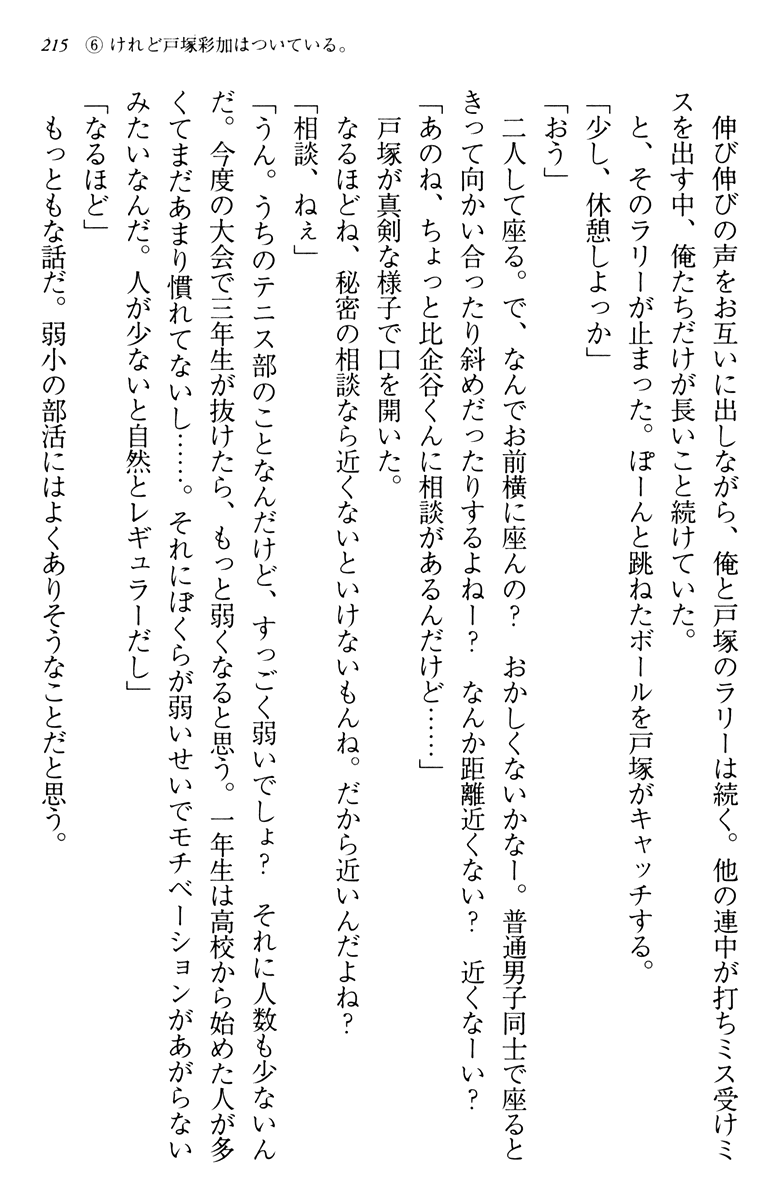 215 ⑥けれど戸塚彩加はついている。
　伸び伸びの声をお互いに出しながら、俺と戸塚のラリーは続く。他の連中が打ちミス受けミ
スを出す中、俺たちだけが長いこと続けていた。
　と、そのラリーが止まった。ぽーんと跳ねたボールを戸塚がキャッチする。
「少し、休憩しよっか」
「おう」
　二人して座る。で、なんでお前横に座んの？　おかしくないかなー。普通男子同士で座ると
きって向かい合ったり斜めだったりするよねー？　なんか距離近くない？　近くなーい？
「あのね、ちょっと比企谷くんに相談があるんだけど……」
　戸塚が真剣な様子で口を開いた。
　なるほどね、秘密の相談なら近くないといけないもんね。だから近いんだよね？
「相談、ねぇ」
「うん。うちのテニス部のことなんだけど、すっごく弱いでしょ？　それに人数も少ないん
だ。今度の大会で三年生が抜けたら、もっと弱くなると思う。一年生は高校から始めた人が多
くてまだあまり慣れてないし……。それにぼくらが弱いせいでモチベーションがあがらない
みたいなんだ。人が少ないと自然とレギュラーだし」
「なるほど」
　もっともな話だ。弱小の部活にはよくありそうなことだと思う。